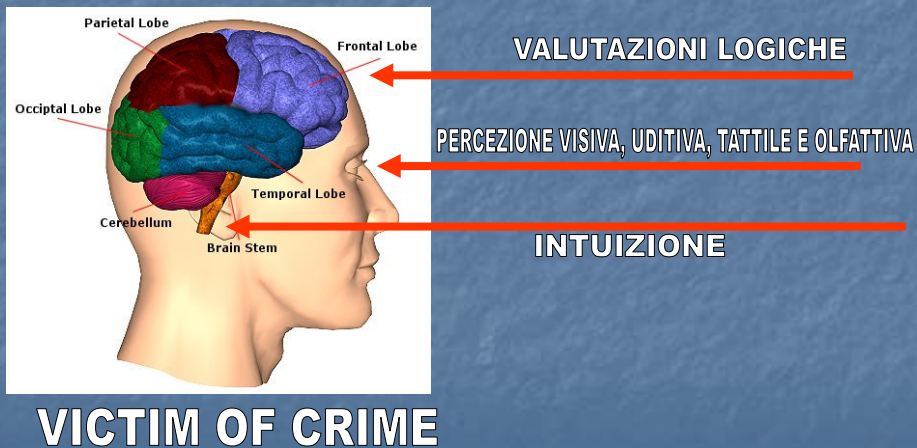 Parietal Lobe
Frontal Lobe
Occiptal Lobe
Temporal Lobe
Cerebellum
Brain Stem
VALUTAZIONI LOGICHE
PERCEZIONE VISIVA, UDITIVA, TATTILE E OLFATTIVA
INTUIZIONE
VICTIM OF CRIME